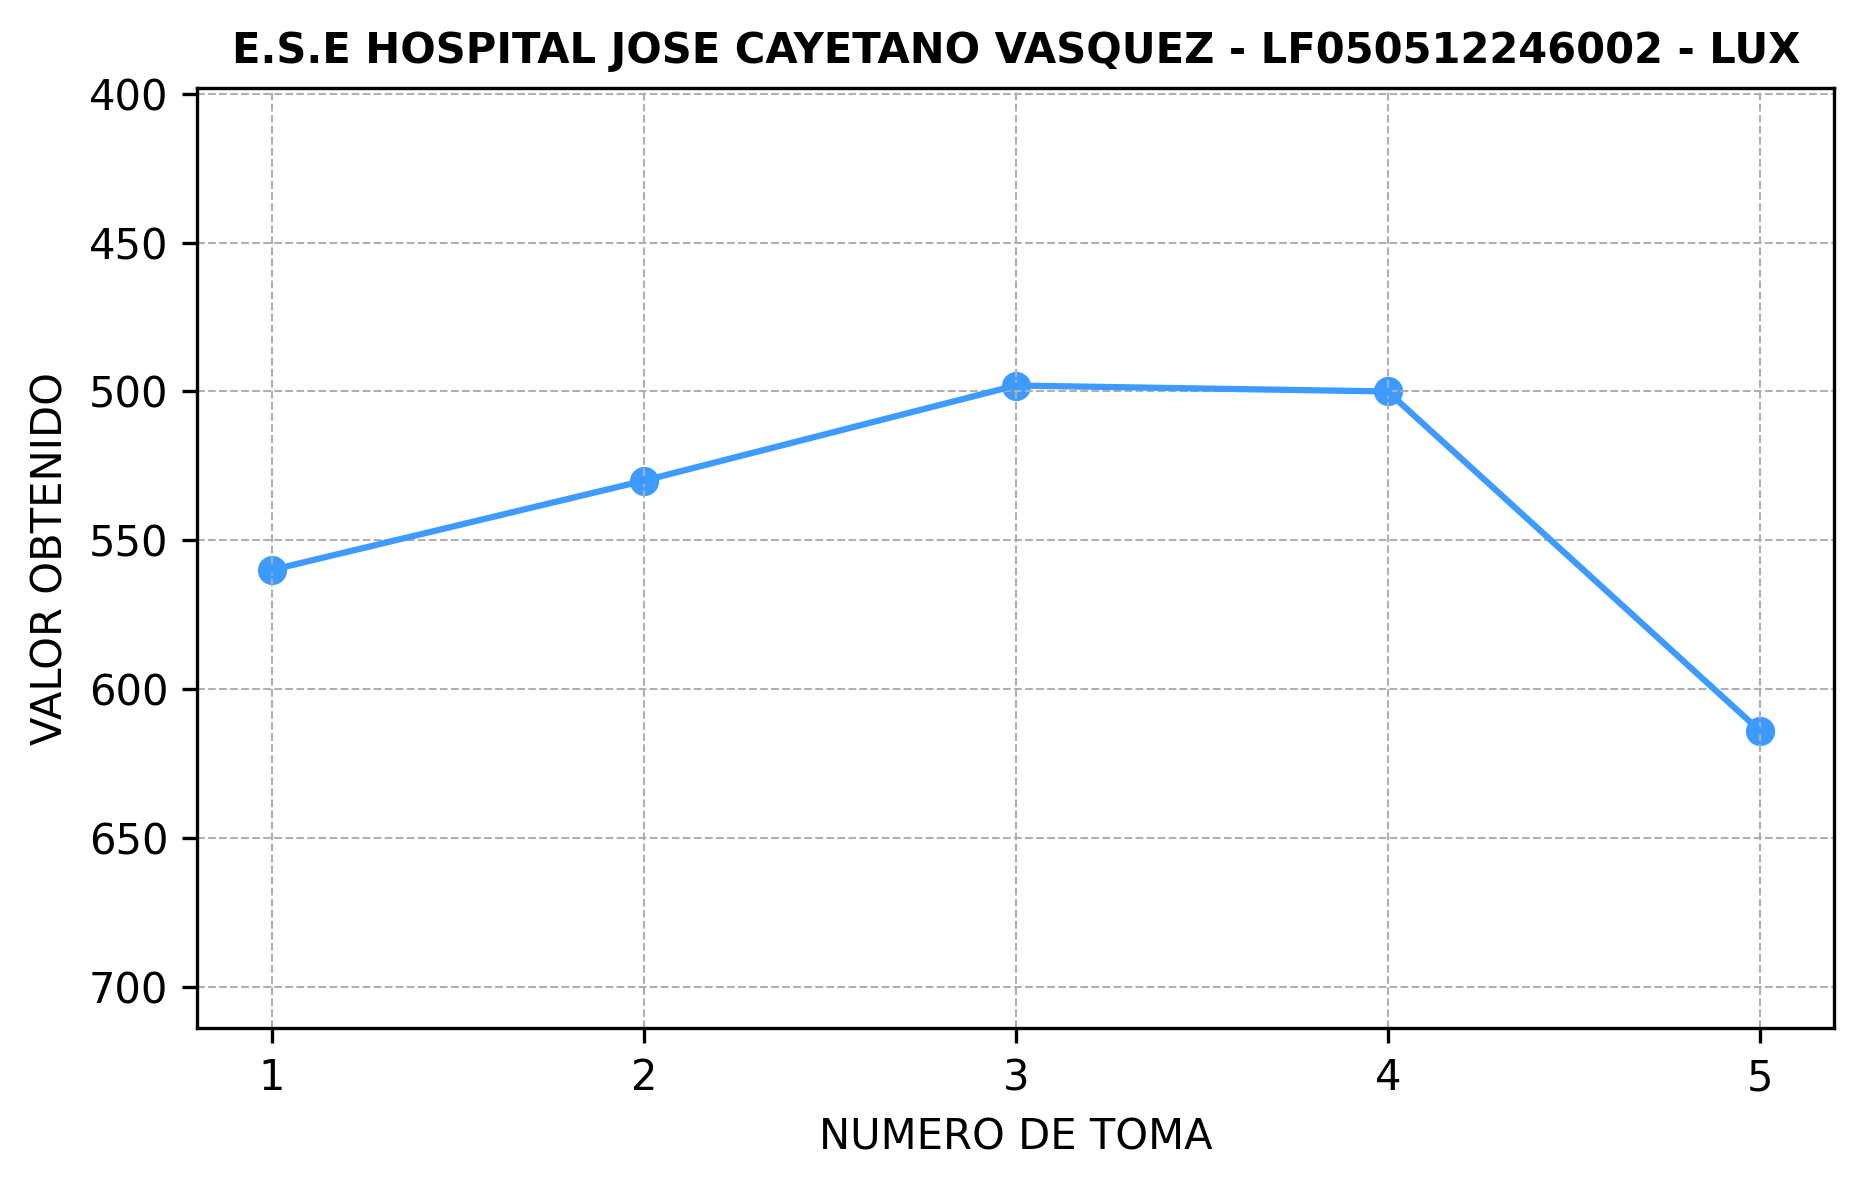 E.S.E HOSPITAL JOSE CAYETANO VASQUEZ - LF050512246002 - LUX
400
450
500
550
600
650
700
VALOR OBTENIDO
1 2 3 4 5
NUMERO DE TOMA